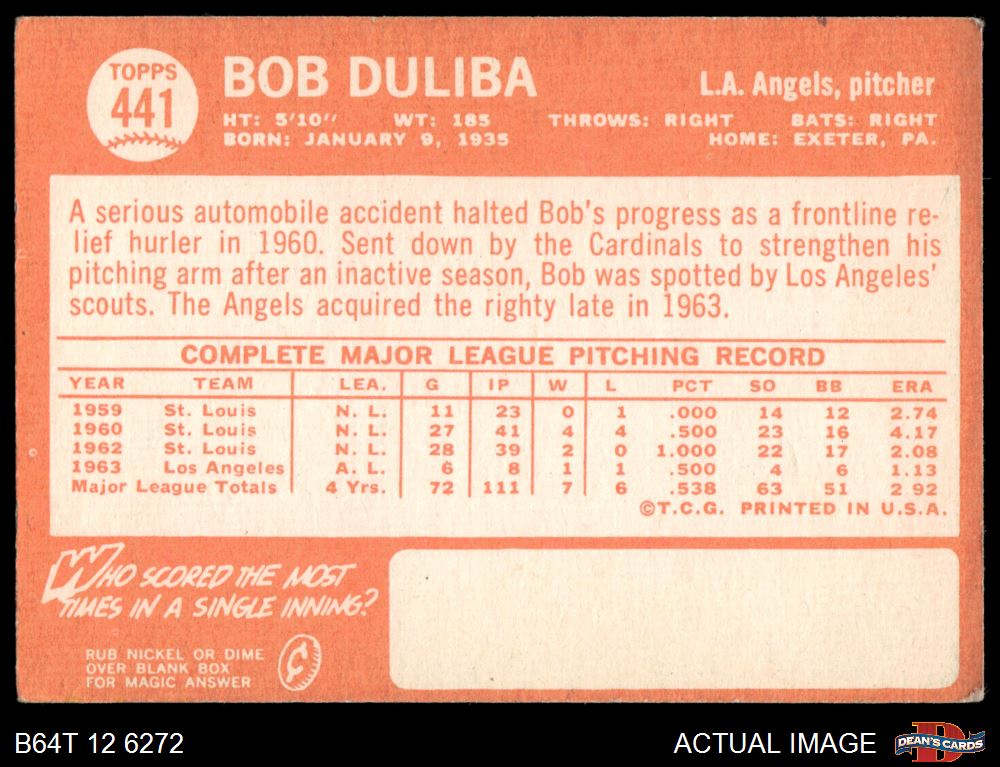 TOPPS
441
BOB DULIBA
L.A. Angels, pitcher
HT: 5'10" WT: 185 THROWS: RIGHT BATS: RIGHT
BORN: JANUARY 9, 1935 HOME: EXETER, PA.
A serious automobile accident halted Bob's progress as a frontline re-
lief hurler in 1960. Sent down by the Cardinals to strengthen his
pitching arm after an inactive season, Bob was spotted by Los Angeles'
scouts. The Angels acquired the righty late in 1963.
COMPLETE MAJOR LEAGUE PITCHING RECORD
YEAR TEAM LEA. G IP W L PCT SO BB ERA
1959 St. Louis N. L. 11 23 0 1 .000 14 12 2.74
1960 St. Louis N. L. 27 41 4 4 .500 23 16 4.17
1962 St. Louis N. L. 28 39 2 0 1.000 22 17 2.08
1963 Los Angeles A. L. 6 8 1 1 .500 4 6 1.13
Major League Totals 4 Yrs. 72 111 7 6 .538 63 51 2.92
©T.C.G. PRINTED IN U.S.A.
WHO SCORED THE MOST
TIMES IN A SINGLE INNING?
RUB NICKEL OR DIME
OVER BLANK BOX
FOR MAGIC ANSWER
¢
B64T 12 6272
ACTUAL IMAGE
D
DEAN'S CARDS